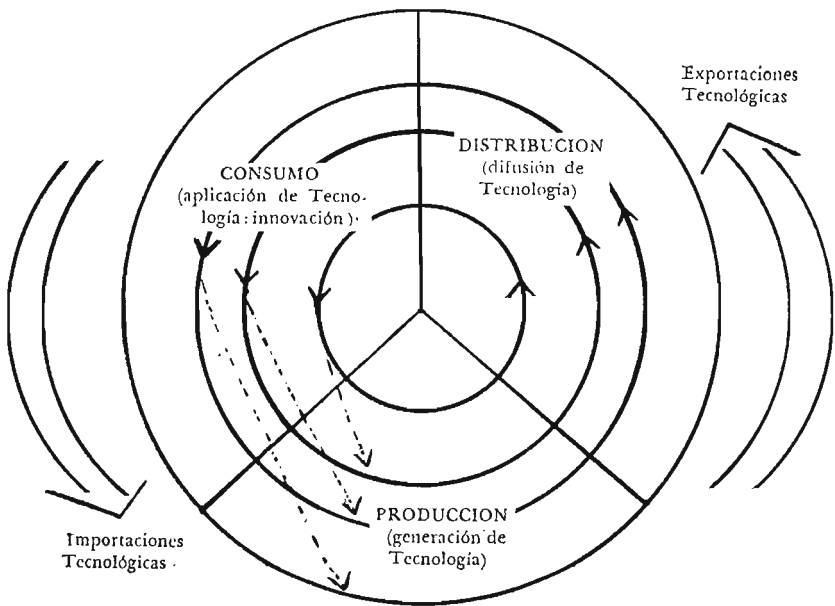 Exportaciones
Tecnológicas
DISTRIBUCION
(difusión de
Tecnología)
CONSUMO
(aplicación de Tecno-
logía: innovación)
PRODUCCION
(generación de
Tecnología)
Importaciones
Tecnológicas